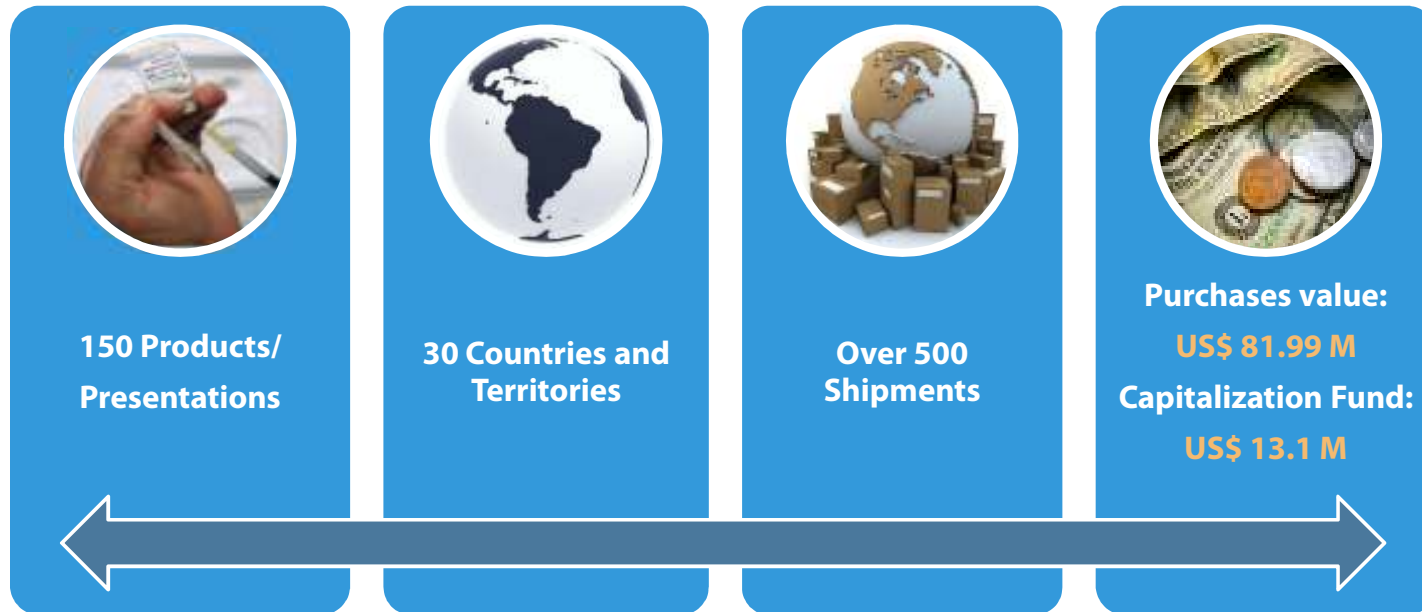 150 Products/
Presentations
30 Countries and
Territories
Over 500
Shipments
Purchases value:
US$ 81.99 M
Capitalization Fund:
US$ 13.1 M